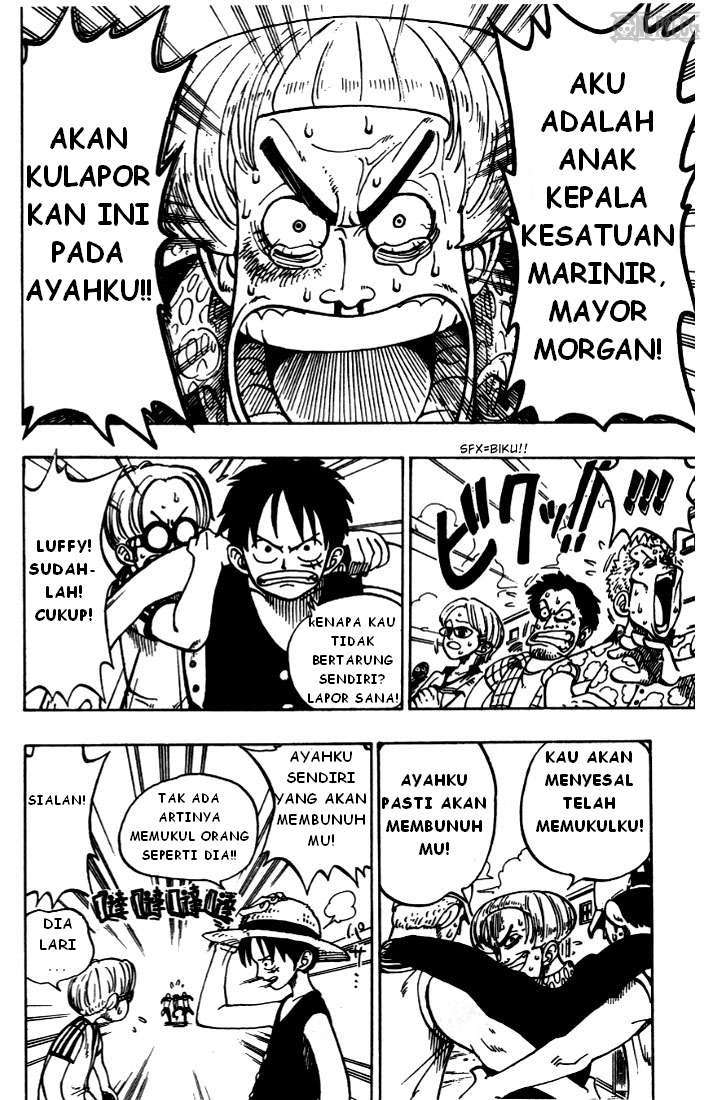 AKU
ADALAH
ANAK
KEPALA
KESATUAN
MARINIR,
MAYOR
MORGAN!
AKAN
KULAPOR
KAN INI
PADA
AYAHKU!!
SFX=BIKU!!
ビクッ!!
!!!
LUFFY!
SUDAH-
LAH!
CUKUP!
KENAPA KAU
TIDAK
BERTARUNG
SENDIRI?
LAPOR SANA!
KAU AKAN
MENYESAL
TELAH
MEMUKULKU!
AYAHKU
PASTI AKAN
MEMBUNUH
MU!
AYAHKU
SENDIRI
YANG AKAN
MEMBUNUH
MU!
TAK ADA
ARTINYA
MEMUKUL ORANG
SEPERTI DIA!!
SIALAN!
DIA
LARI
....